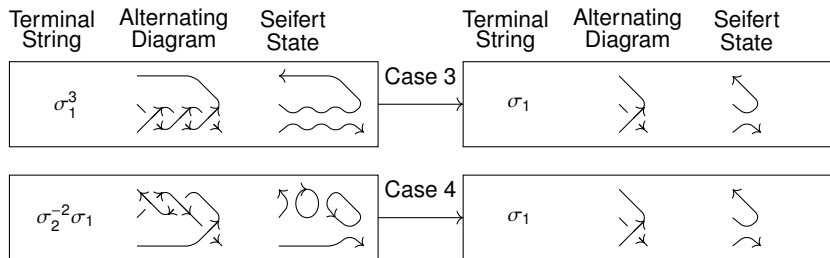 Terminal String Alternating Diagram Seifert State Terminal String Alternating Diagram Seifert State
σ₁³ Case 3 σ₁
σ₂⁻²σ₁ Case 4 σ₁